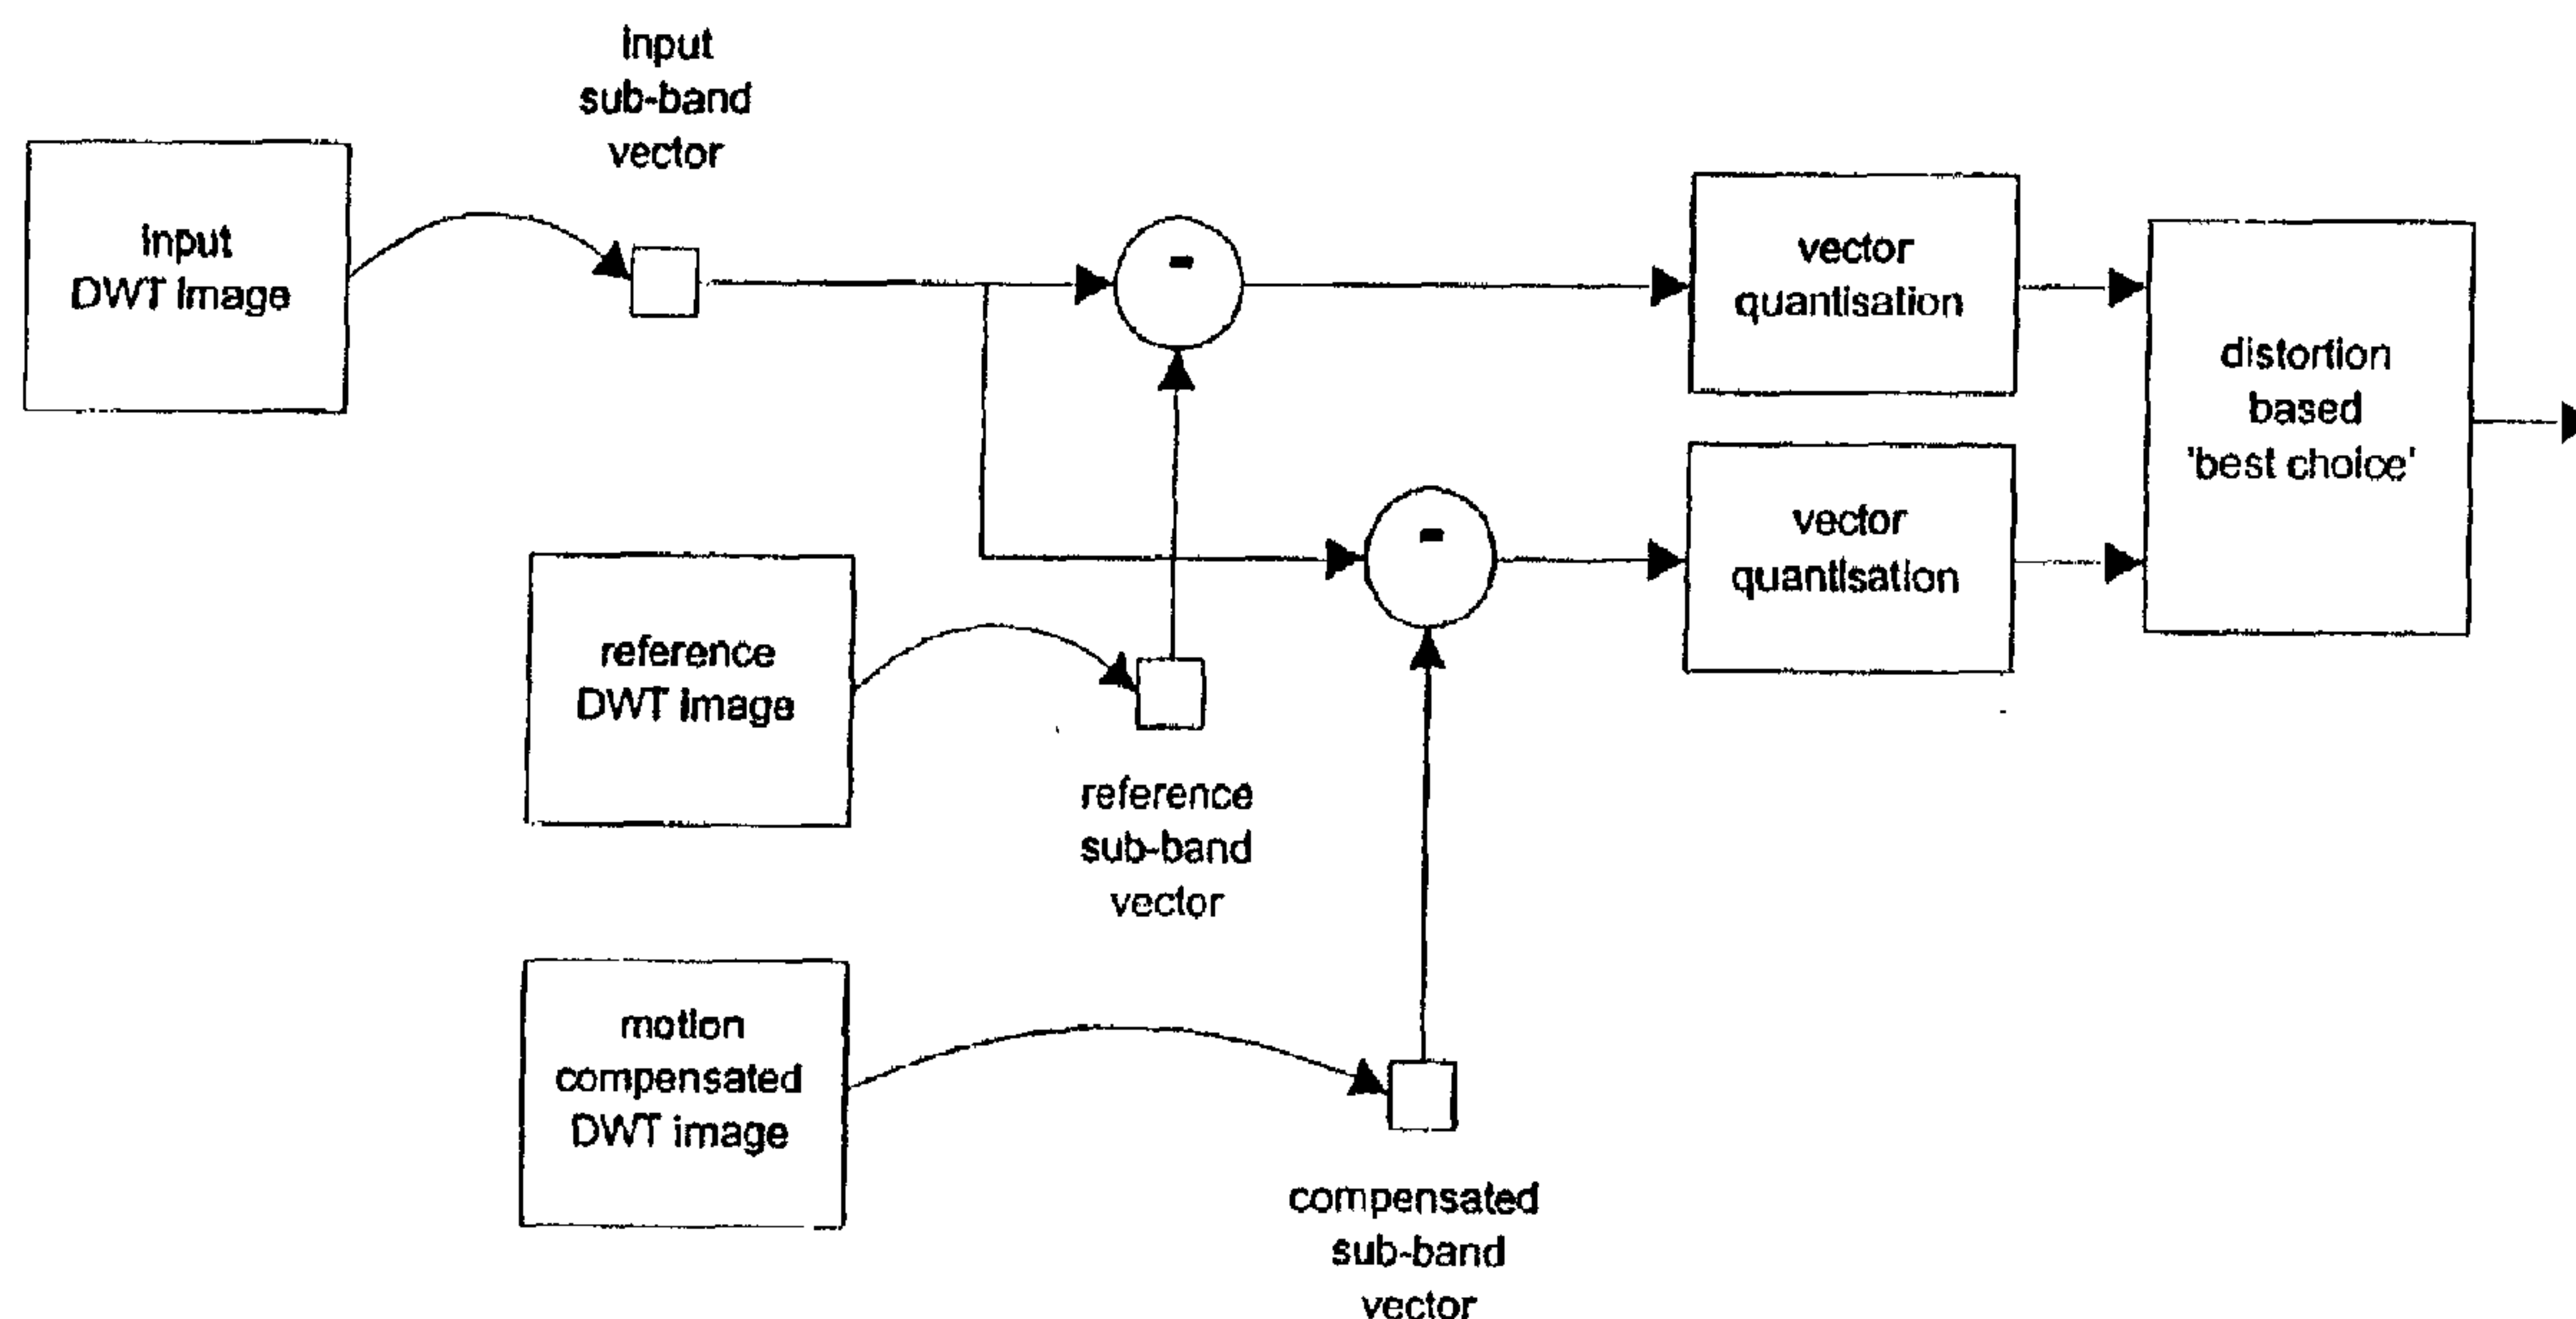 Input
sub-band
vector
Input
DWT Image
-
vector
quantisation
distortion
based
'best choice'
-
vector
quantisation
reference
DWT Image
reference
sub-band
vector
motion
compensated
DWT image
compensated
sub-band
vector